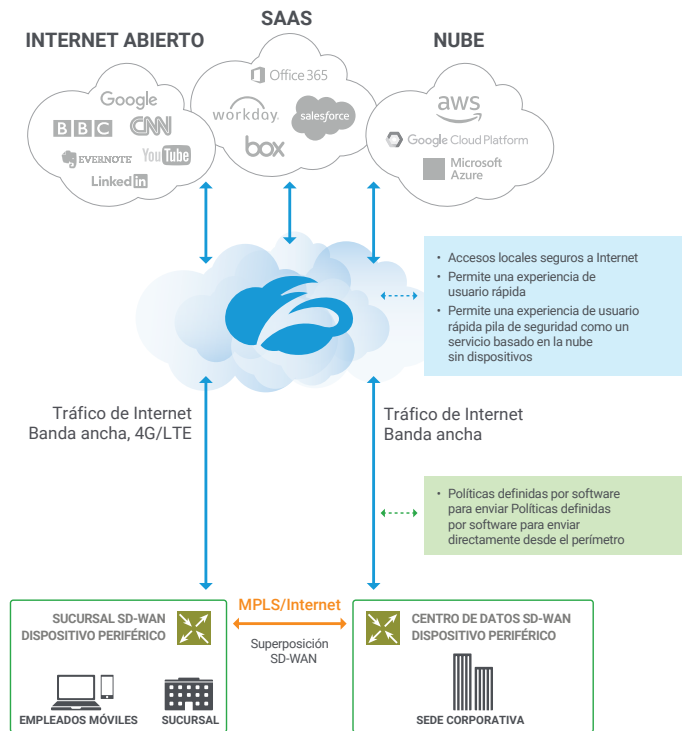 SAAS
INTERNET ABIERTO
NUBE
Google
BBC
CNN
EVERNOTE
YouTube
Linked in
Office 365
workday.
salesforce
box
aws
Google Cloud Platform
Microsoft
Azure
• Accesos locales seguros a Internet
• Permite una experiencia de
usuario rápida
• Permite una experiencia de usuario
rápida pila de seguridad como un
servicio basado en la nube
sin dispositivos
Tráfico de Internet
Banda ancha, 4G/LTE
Tráfico de Internet
Banda ancha
• Políticas definidas por software
para enviar Políticas definidas
por software para enviar
directamente desde el perímetro
SUCURSAL SD-WAN
DISPOSITIVO PERIFÉRICO
MPLS/Internet
Superposición
SD-WAN
CENTRO DE DATOS SD-WAN
DISPOSITIVO PERIFÉRICO
EMPLEADOS MÓVILES
SUCURSAL
SEDE CORPORATIVA